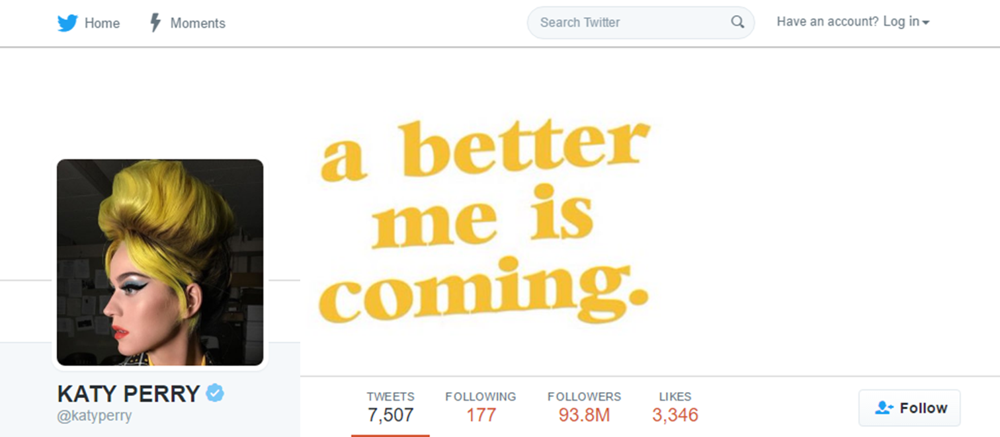 Home Moments Search Twitter Have an account? Log in
a better
me is
coming.
KATY PERRY
@katyperry
TWEETS FOLLOWING FOLLOWERS LIKES
7,507 177 93.8M 3,346
Follow